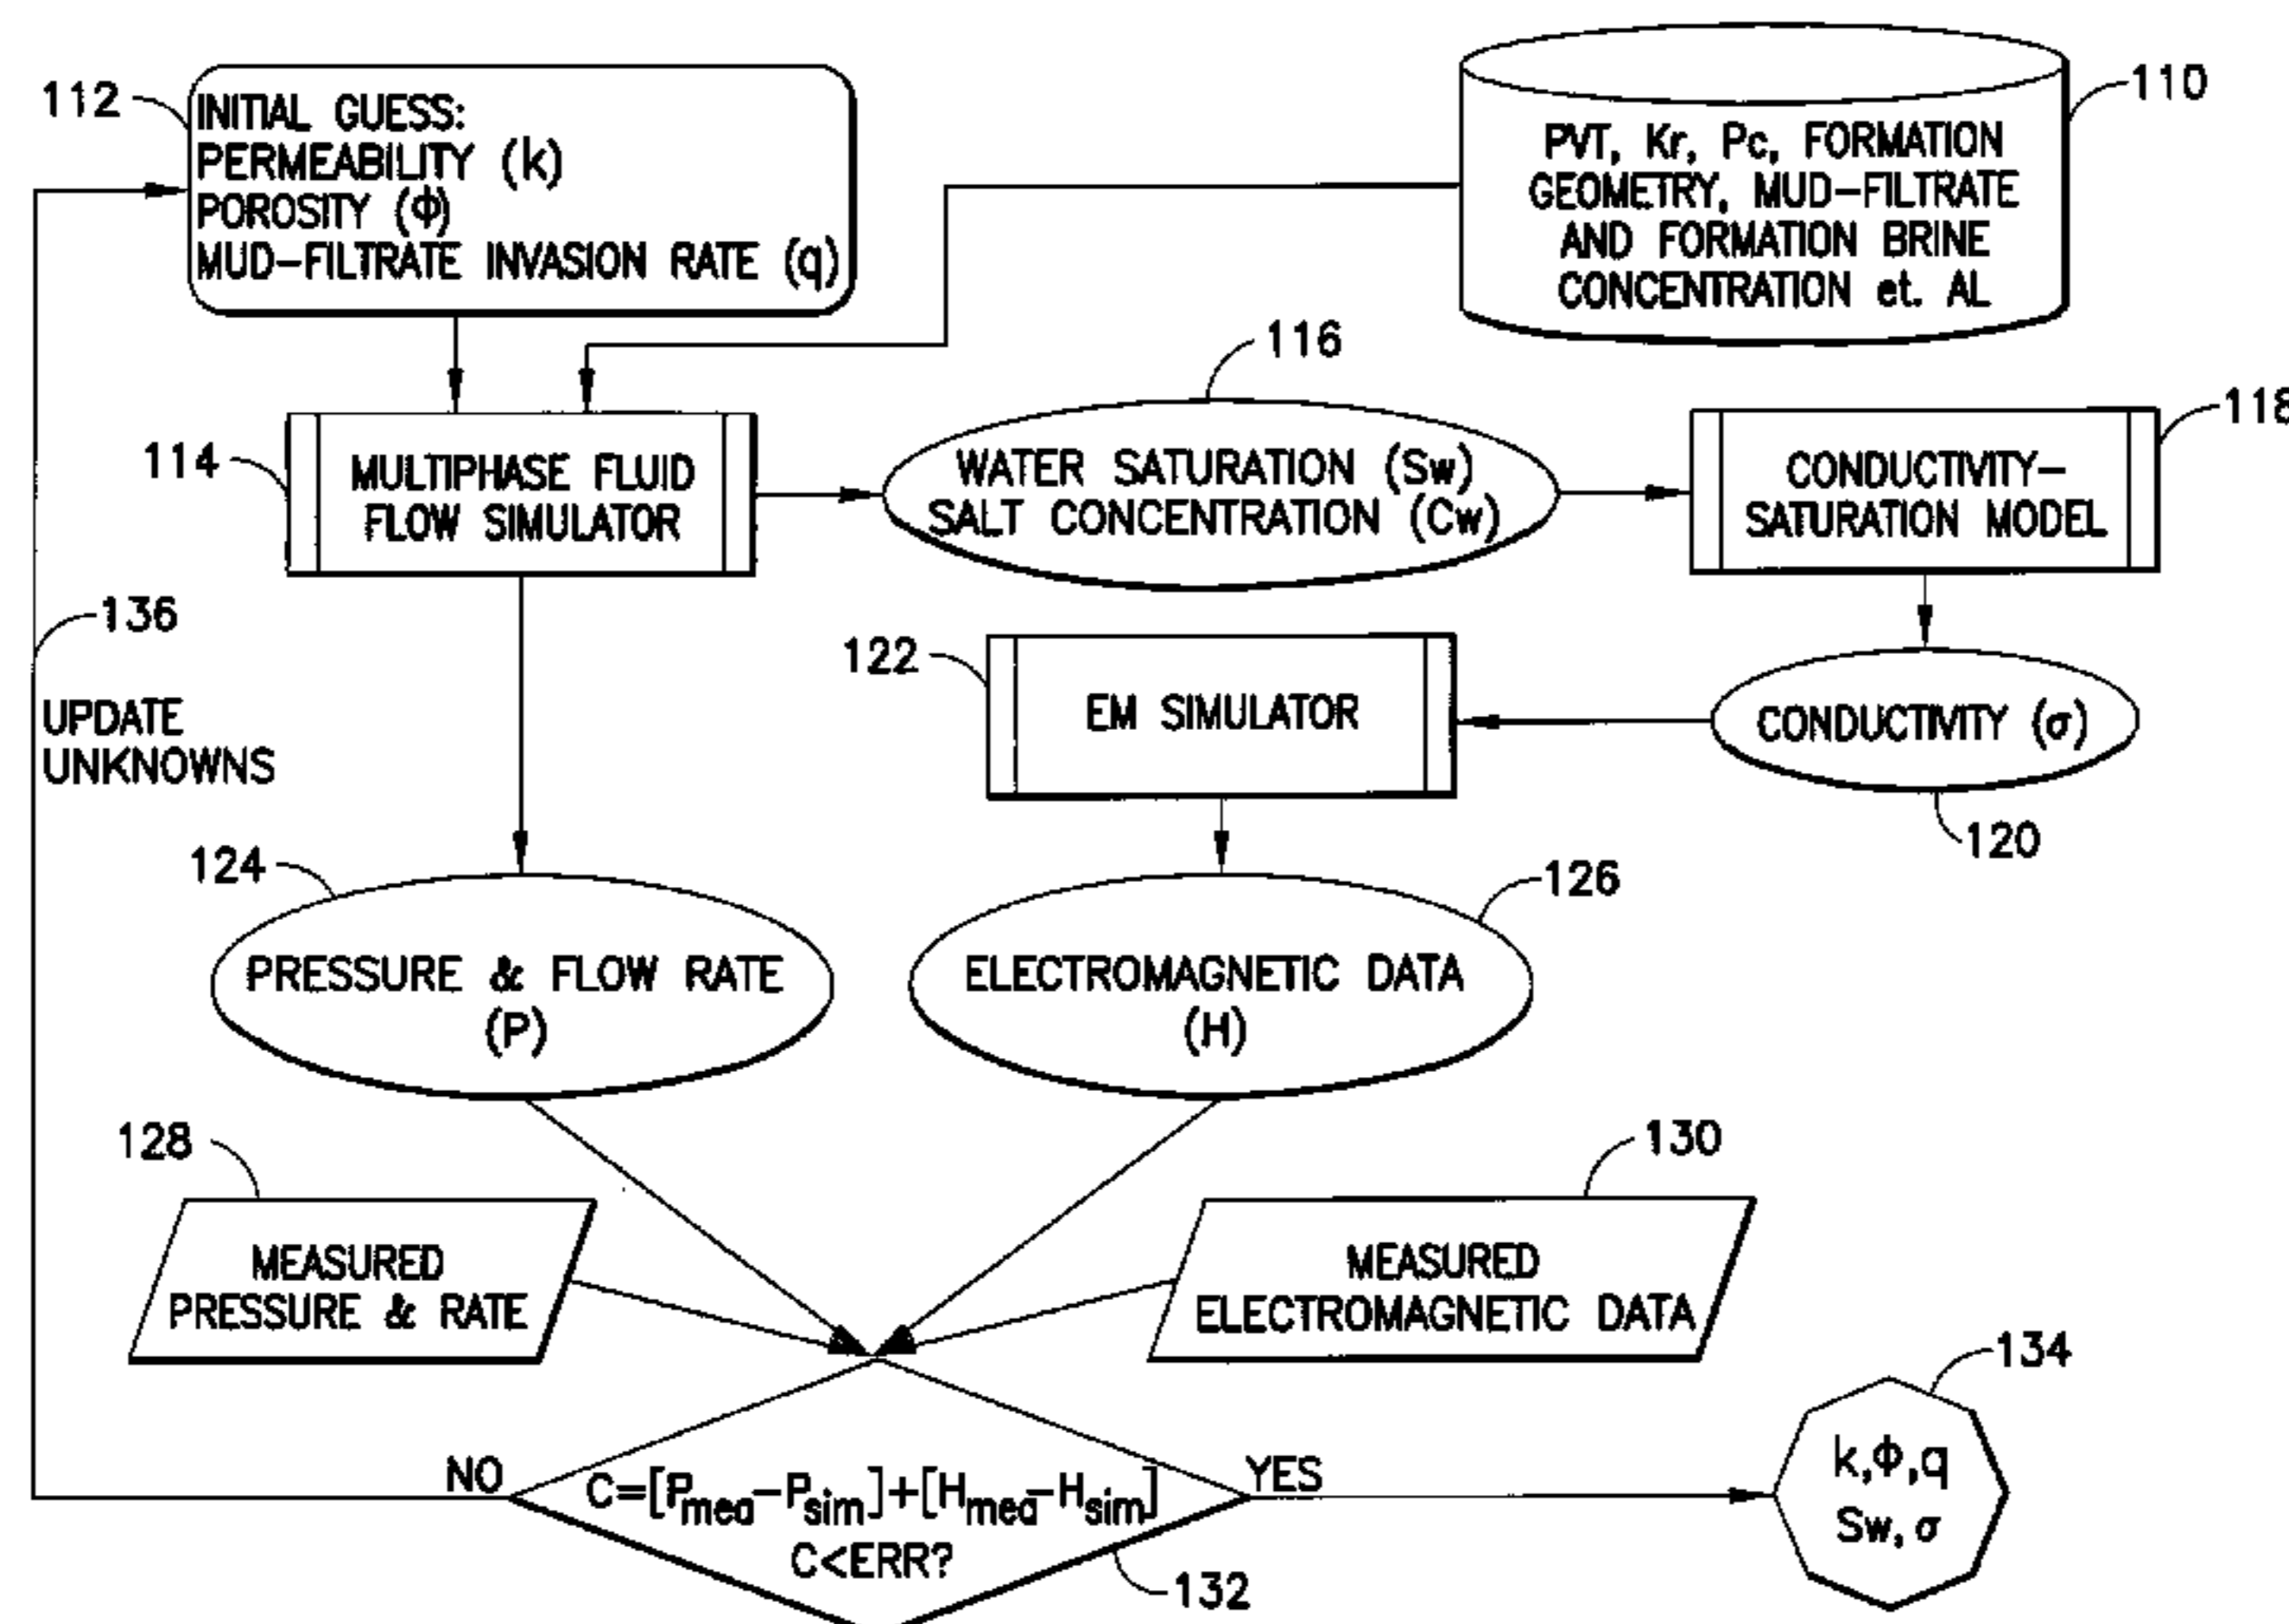 112
INITIAL GUESS:
PERMEABILITY (k)
POROSITY (ϕ)
MUD-FILTRATE INVASION RATE (q)
110
PVT, Kr, Pc, FORMATION
GEOMETRY, MUD-FILTRATE
AND FORMATION BRINE
CONCENTRATION et. AL
114
MULTIPHASE FLUID
FLOW SIMULATOR
116
WATER SATURATION (Sw)
SALT CONCENTRATION (Cw)
118
CONDUCTIVITY-
SATURATION MODEL
136
UPDATE
UNKNOWNS
122
EM SIMULATOR
CONDUCTIVITY (σ)
120
124
PRESSURE & FLOW RATE
(P)
126
ELECTROMAGNETIC DATA
(H)
128
MEASURED
PRESSURE & RATE
130
MEASURED
ELECTROMAGNETIC DATA
NO
C=[Pmea-Psim]+[Hmea-Hsim]
C<ERR?
YES
132
134
k,ϕ,q
Sw,σ